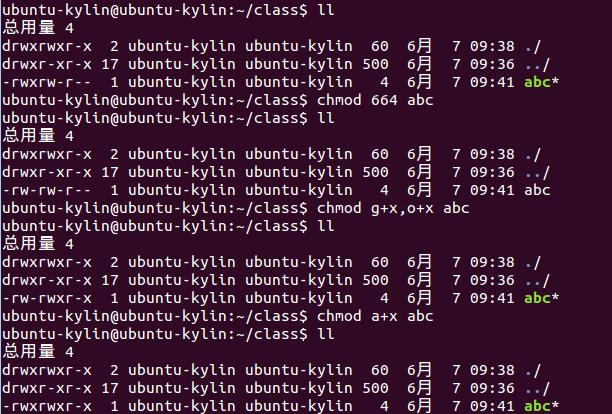 ubuntu-kylin@ubuntu-kylin:~/class$ ll
总用量 4
drwxrwxr-x  2 ubuntu-kylin ubuntu-kylin  60  6月  7 09:38 ./
drwxr-xr-x 17 ubuntu-kylin ubuntu-kylin 500  6月  7 09:36 ../
-rwxrw-r--  1 ubuntu-kylin ubuntu-kylin   4  6月  7 09:41 abc*
ubuntu-kylin@ubuntu-kylin:~/class$ chmod 664 abc
ubuntu-kylin@ubuntu-kylin:~/class$ ll
总用量 4
drwxrwxr-x  2 ubuntu-kylin ubuntu-kylin  60  6月  7 09:38 ./
drwxr-xr-x 17 ubuntu-kylin ubuntu-kylin 500  6月  7 09:36 ../
-rw-rw-r--  1 ubuntu-kylin ubuntu-kylin   4  6月  7 09:41 abc
ubuntu-kylin@ubuntu-kylin:~/class$ chmod g+x,o+x abc
ubuntu-kylin@ubuntu-kylin:~/class$ ll
总用量 4
drwxrwxr-x  2 ubuntu-kylin ubuntu-kylin  60  6月  7 09:38 ./
drwxr-xr-x 17 ubuntu-kylin ubuntu-kylin 500  6月  7 09:36 ../
-rw-rwxr-x  1 ubuntu-kylin ubuntu-kylin   4  6月  7 09:41 abc*
ubuntu-kylin@ubuntu-kylin:~/class$ chmod a+x abc
ubuntu-kylin@ubuntu-kylin:~/class$ ll
总用量 4
drwxrwxr-x  2 ubuntu-kylin ubuntu-kylin  60  6月  7 09:38 ./
drwxr-xr-x 17 ubuntu-kylin ubuntu-kylin 500  6月  7 09:36 ../
-rwxrwxr-x  1 ubuntu-kylin ubuntu-kylin   4  6月  7 09:41 abc*